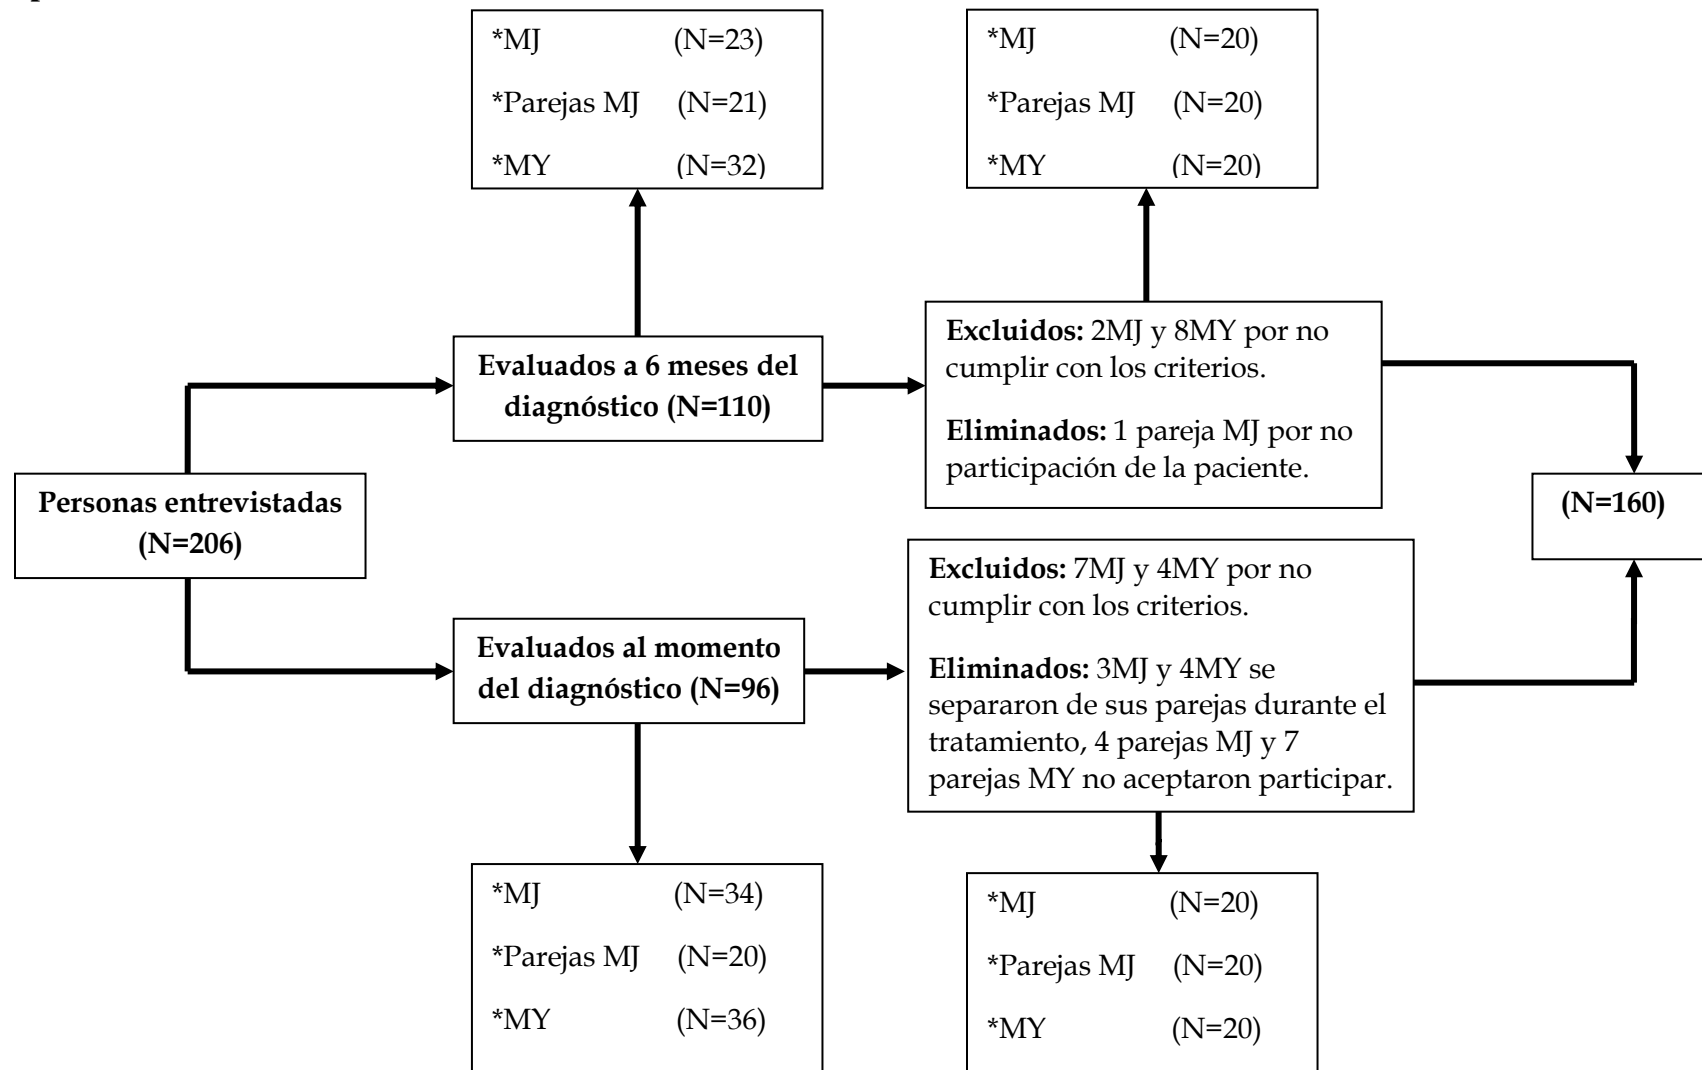 *MJ (N=23)
*Parejas MJ (N=21)
*MY (N=32)
*MJ (N=20)
*Parejas MJ (N=20)
*MY (N=20)
Evaluados a 6 meses del
diagnóstico (N=110)
Excluidos: 2MJ y 8MY por no
cumplir con los criterios.
Eliminados: 1 pareja MJ por no
participación de la paciente.
Personas entrevistadas
(N=206)
(N=160)
Evaluados al momento
del diagnóstico (N=96)
Excluidos: 7MJ y 4MY por no
cumplir con los criterios.
Eliminados: 3MJ y 4MY se
separaron de sus parejas durante el
tratamiento, 4 parejas MJ y 7
parejas MY no aceptaron participar.
*MJ (N=34)
*Parejas MJ (N=20)
*MY (N=36)
*MJ (N=20)
*Parejas MJ (N=20)
*MY (N=20)